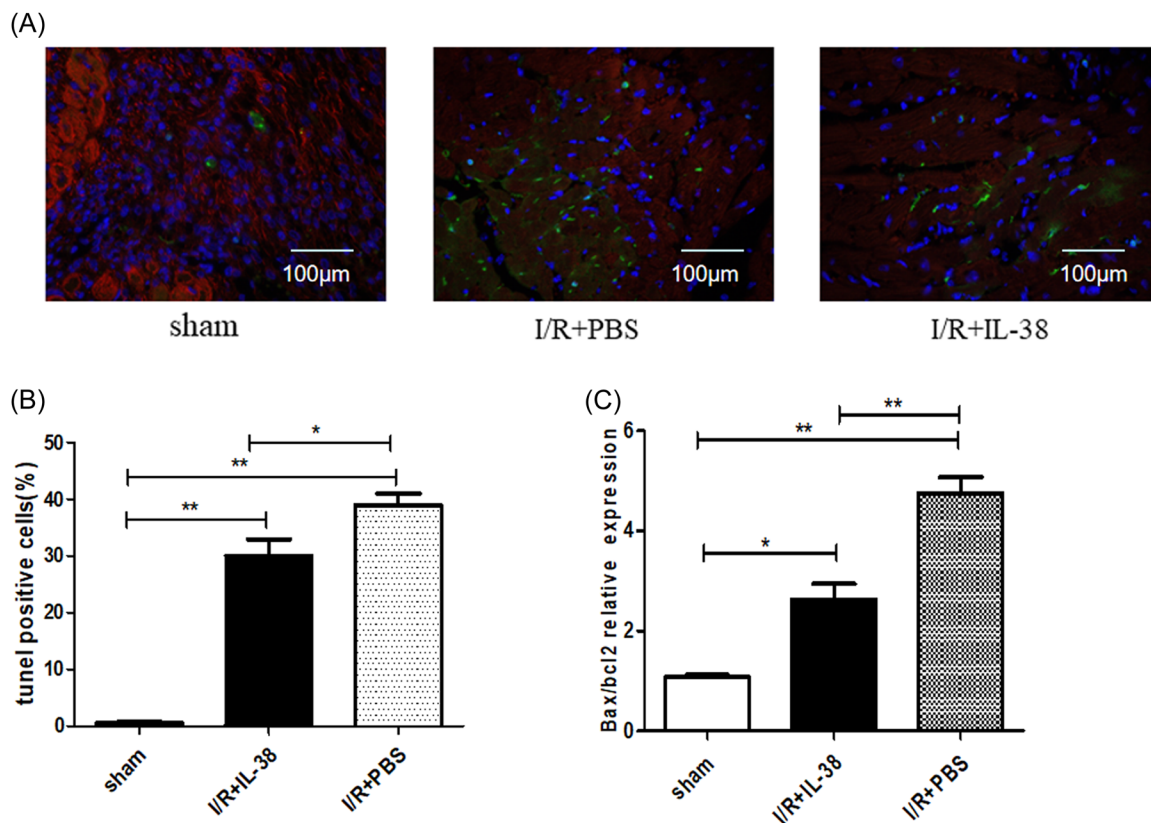 (A)
100μm
100μm
100μm
sham
I/R+PBS
I/R+IL-38
(B)
tunel positive cells(%)
50
40
30
20
10
0
*
**
**
sham
I/R+IL-38
I/R+PBS
(C)
Bax/bcl2 relative expression
6
4
2
0
**
**
*
sham
I/R+IL-38
I/R+PBS